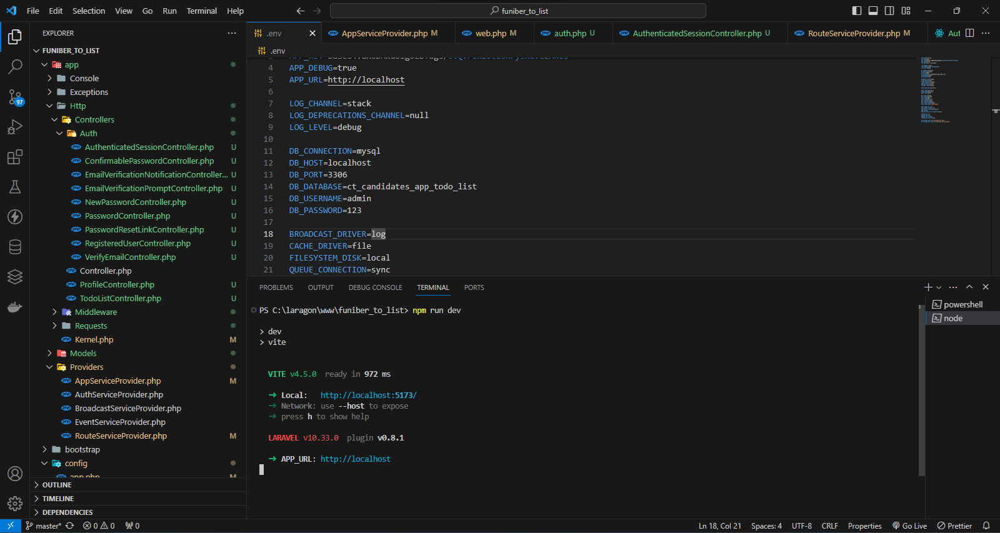 File Edit Selection View Go Run Terminal Help
funiber_to_list
EXPLORER
FUNIBER_TO_LIST
app
Console
Exceptions
Http
Controllers
Auth
AuthenticatedSessionController.php U
ConfirmablePasswordController.php U
EmailVerificationNotificationController... U
EmailVerificationPromptController.php U
NewPasswordController.php U
PasswordController.php U
PasswordResetLinkController.php U
RegisteredUserController.php U
VerifyEmailController.php U
Controller.php
ProfileController.php U
TodoListController.php U
Middleware
Requests
Kernel.php M
Models
Providers
AppServiceProvider.php M
AuthServiceProvider.php
BroadcastServiceProvider.php
EventServiceProvider.php
RouteServiceProvider.php M
bootstrap
config
app.php M
OUTLINE
TIMELINE
DEPENDENCIES
97
.env AppServiceProvider.php M web.php M auth.php U AuthenticatedSessionController.php U RouteServiceProvider.php M Aut
.env
4 APP_DEBUG=true
5 APP_URL=http://localhost
6
7 LOG_CHANNEL=stack
8 LOG_DEPRECATIONS_CHANNEL=null
9 LOG_LEVEL=debug
10
11 DB_CONNECTION=mysql
12 DB_HOST=localhost
13 DB_PORT=3306
14 DB_DATABASE=ct_candidates_app_todo_list
15 DB_USERNAME=admin
16 DB_PASSWORD=123
17
18 BROADCAST_DRIVER=log
19 CACHE_DRIVER=file
20 FILESYSTEM_DISK=local
21 QUEUE_CONNECTION=sync
PROBLEMS OUTPUT DEBUG CONSOLE TERMINAL PORTS
PS C:\laragon\www\funiber_to_list> npm run dev
> dev
> vite
VITE v4.5.0 ready in 972 ms
➜ Local: http://localhost:5173/
➜ Network: use --host to expose
➜ press h to show help
LARAVEL v10.33.0 plugin v0.8.1
➜ APP_URL: http://localhost
powershell
node
master* 0 0 0
Ln 18, Col 21 Spaces: 4 UTF-8 CRLF Properties Go Live Prettier